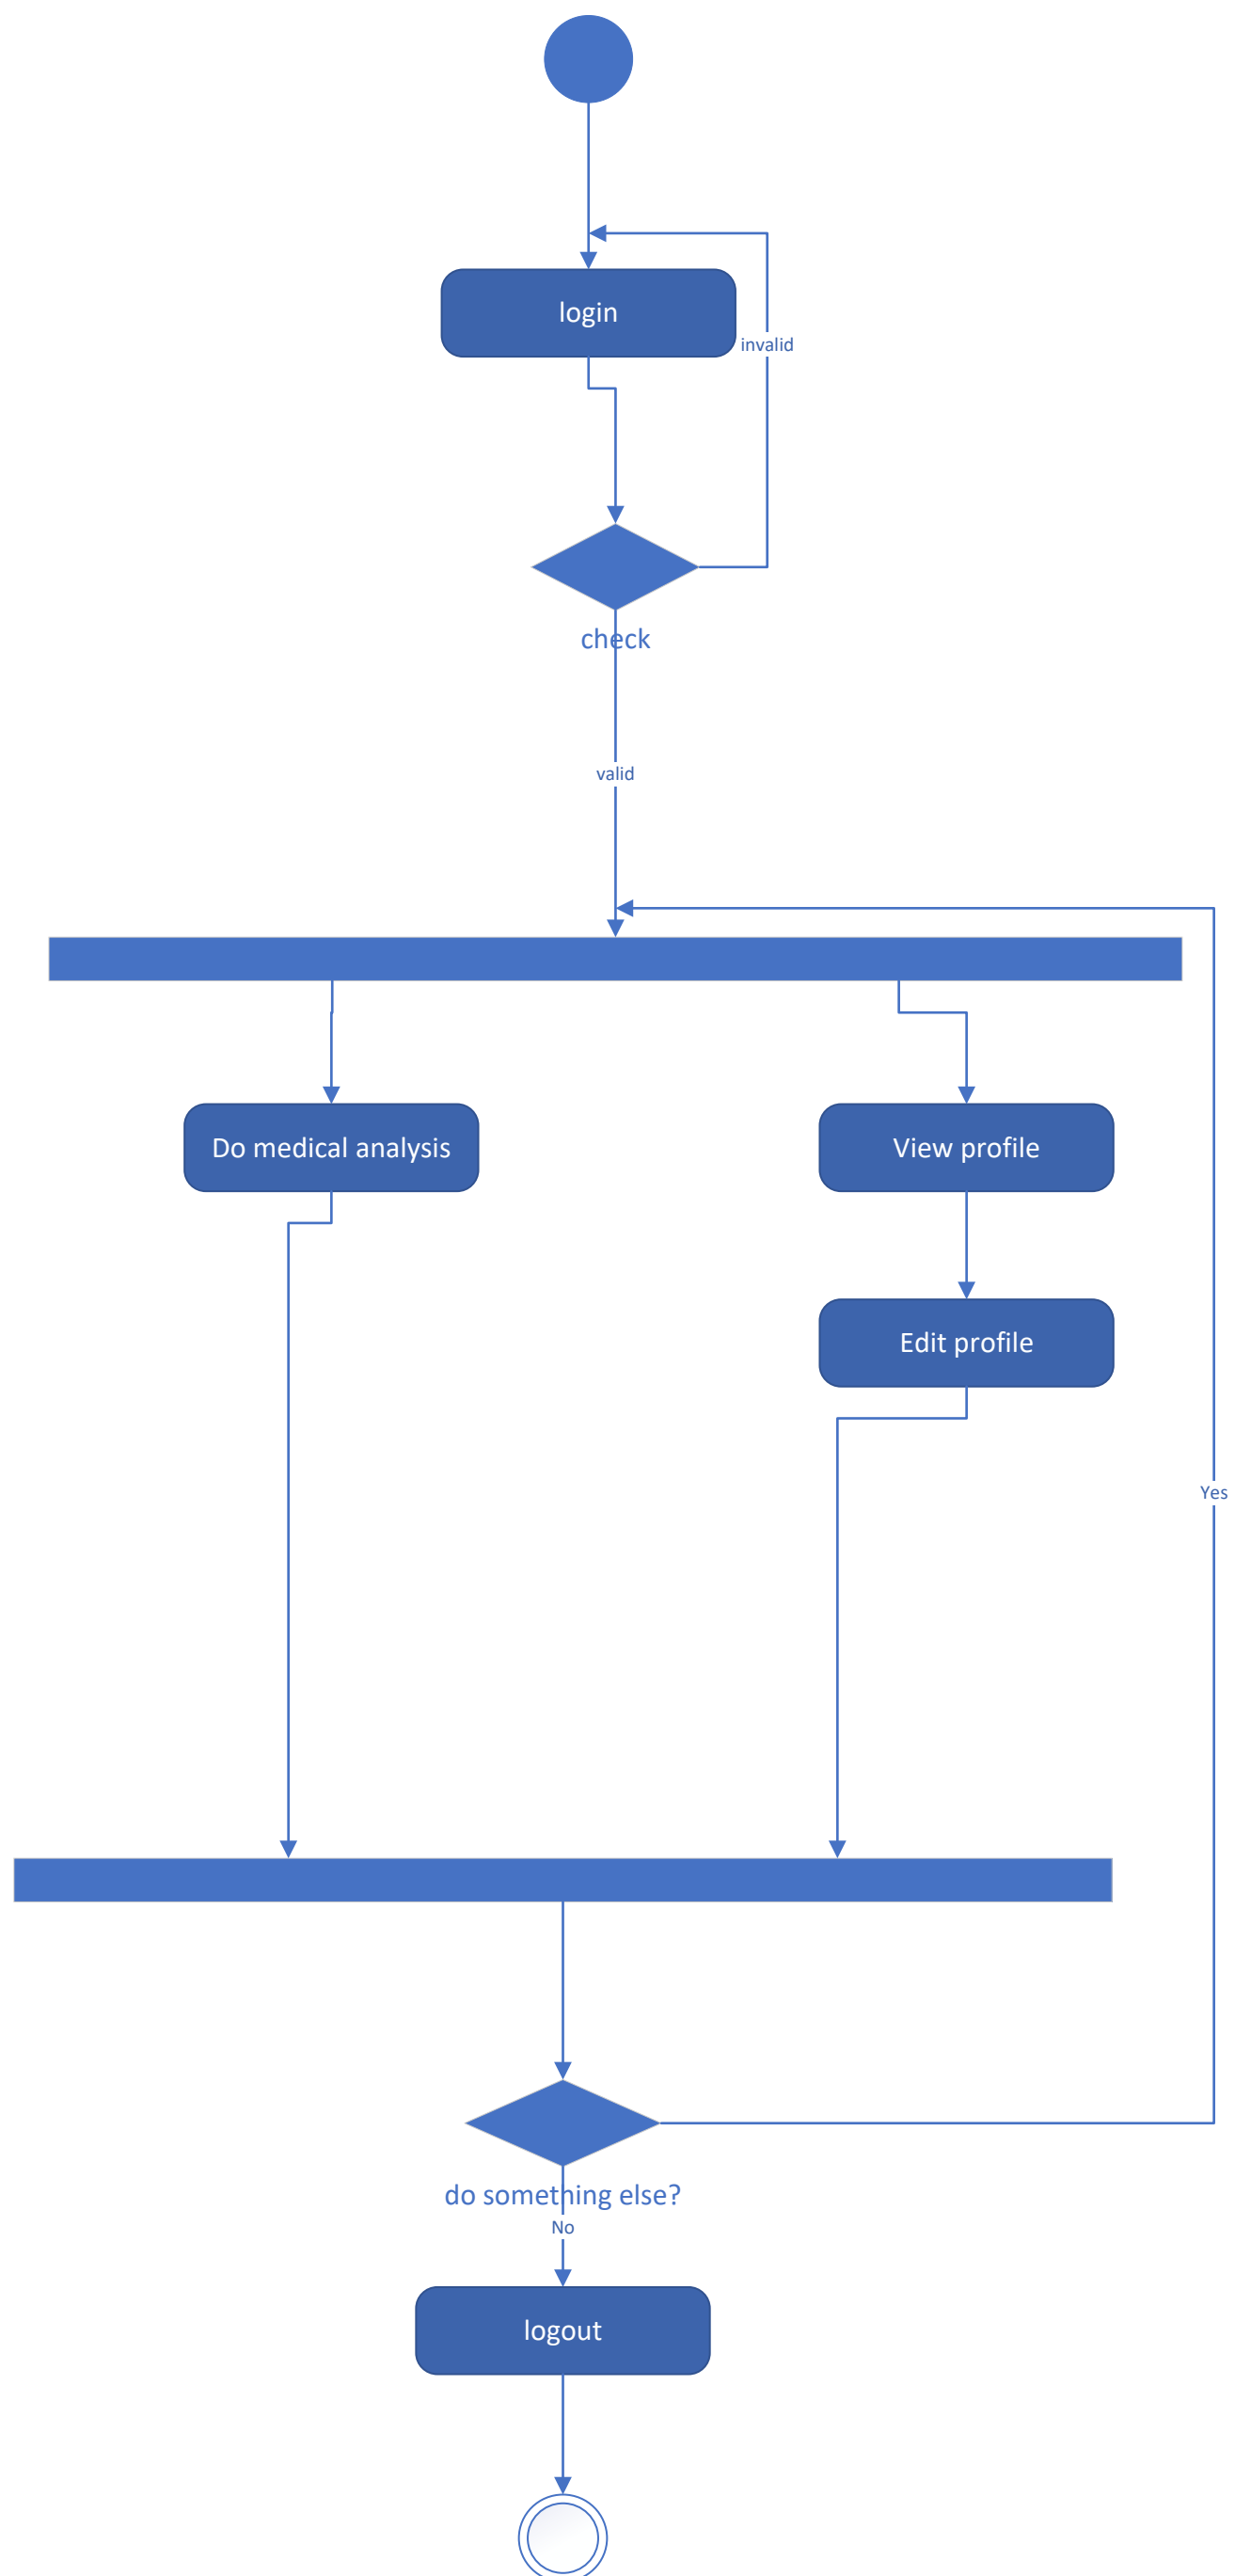 login
invalid
check
valid
Do medical analysis
View profile
Edit profile
Yes
do something else?
No
logout